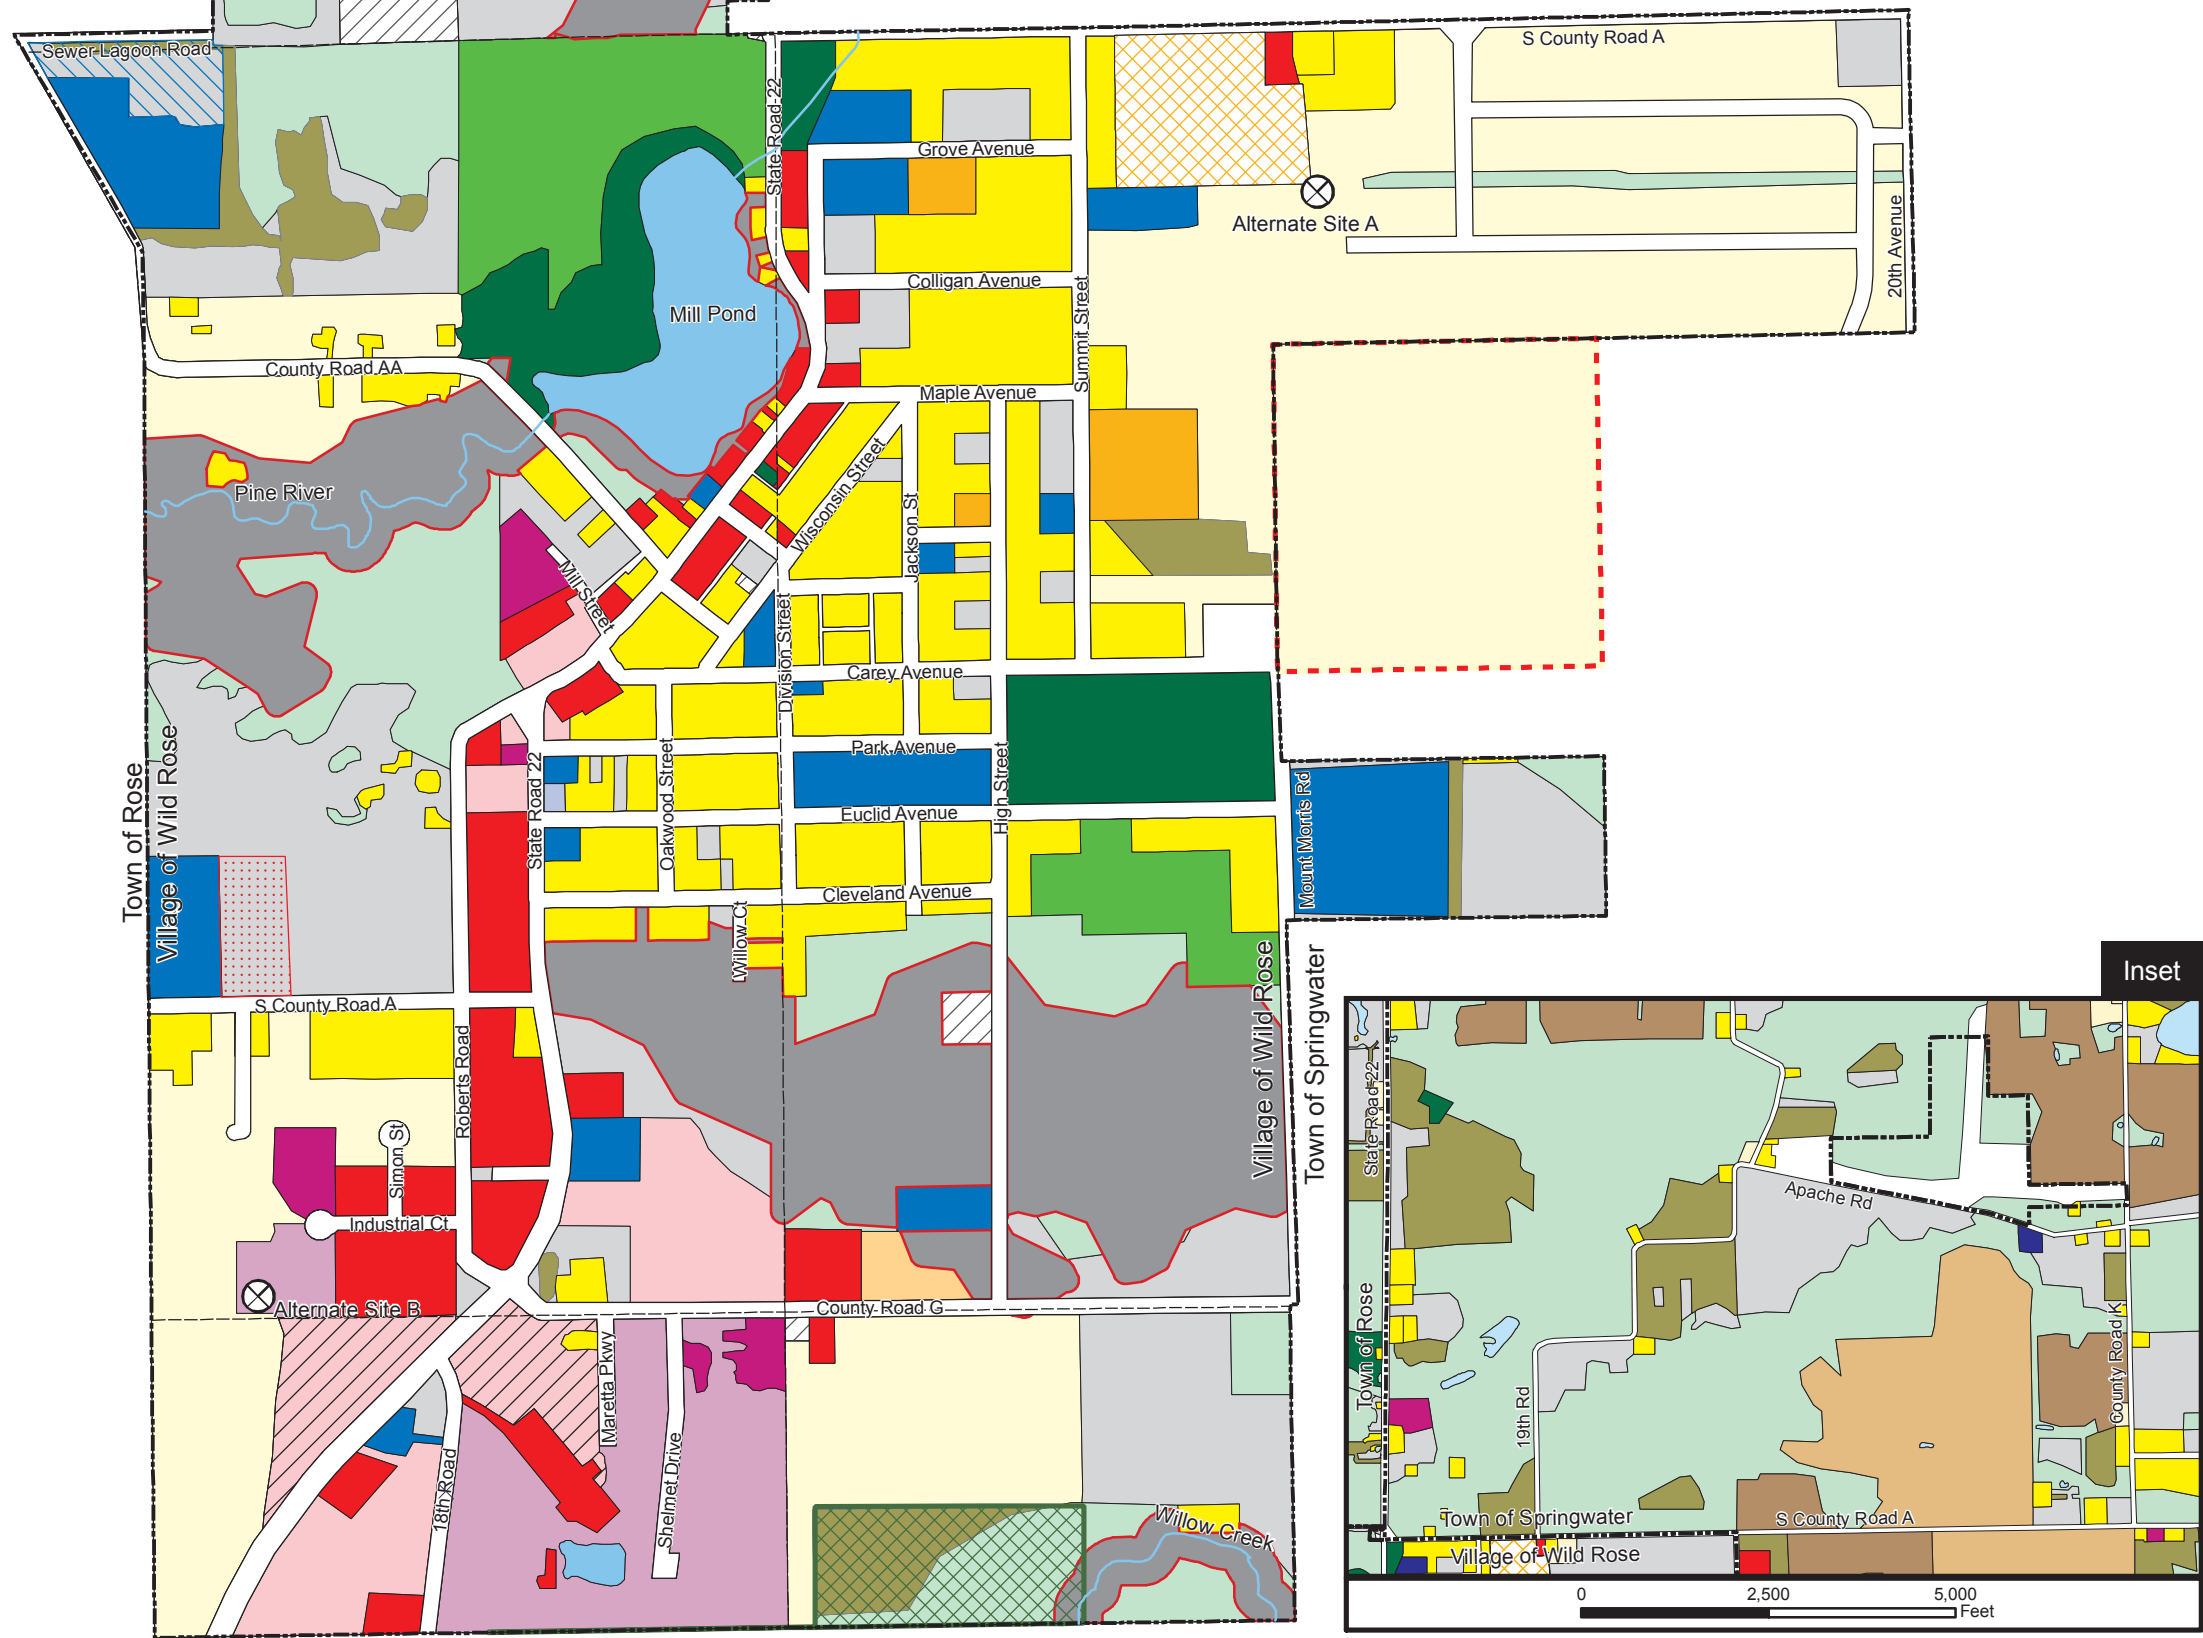 Sewer Lagoon Road
State Road 22
S County Road A
Grove Avenue
Alternate Site A
20th Avenue
Colligan Avenue
Summit Street
Mill Pond
County Road AA
Maple Avenue
Wisconsin Street
Pine River
Jackson St
Mill Street
Division Street
Carey Avenue
Town of Rose
Village of Wild Rose
State Road 22
Oakwood Street
Park Avenue
High Street
Euclid Avenue
Mount Morris Rd
Cleveland Avenue
Willow Ct
Village of Wild Rose
Town of Springwater
S County Road A
Roberts Road
Simon St
Industrial Ct
Alternate Site B
County Road G
Maretta Pkwy
Shelmet Drive
18th Road
Willow Creek
Inset
State Road 22
Apache Rd
Town of Rose
19th Rd
County Road K
Town of Springwater
S County Road A
Village of Wild Rose
0 2,500 5,000
Feet